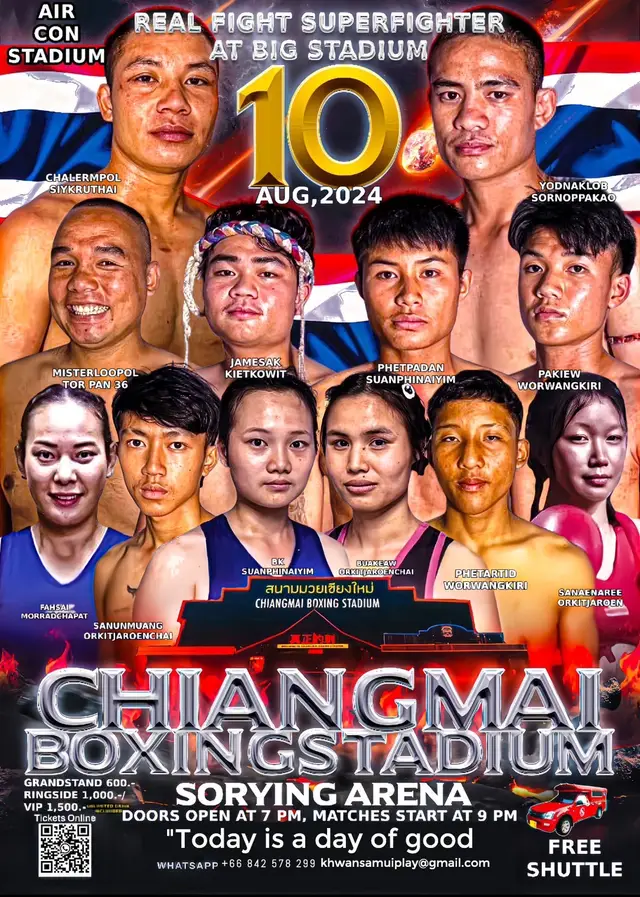 AIR
CON
STADIUM
REAL FIGHT SUPERFIGHTER
AT BIG STADIUM
10
AUG,2024
CHALERMPOL
SIYKRUTHAI
YODNAKLOB
SORNOPPAKAO
MISTERLOOPOL
TOR PAN 36
JAMESAK
KIETKOWIT
PHETPADAN
SUANPHINAIYIM
PAKIEW
WORWANGKIRI
FAHSAI
MORRADGHAPAT
SANUNMUANG
ORKITJAROENCHAI
BK
SUANPHINAIYIM
BUAKEAW
ORKITJAROENCHAI
PHETARTID
WORWANGKIRI
SANAENAREE
ORKITJAROEN
สนามมวยเชียงใหม่
CHIANGMAI BOXING STADIUM
CHIANGMAI
BOXINGSTADIUM
GRANDSTAND 600.-
RINGSIDE 1,000.-/
VIP 1,500.-
SORYING ARENA
DOORS OPEN AT 7 PM, MATCHES START AT 9 PM
Tickets Online
"Today is a day of good
WHATSAPP +66 842 578 299 khwansamuiplay@gmail.com
FREE
SHUTTLE